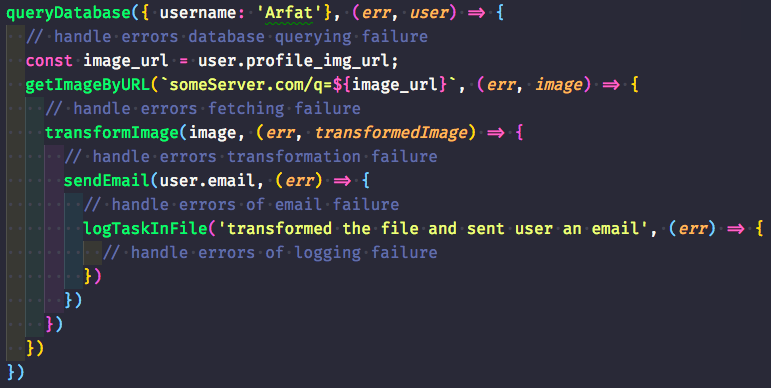 queryDatabase({ username: 'Arfat'}, (err, user) => {
  // handle errors database querying failure
  const image_url = user.profile_img_url;
  getImageByURL(`someServer.com/q=${image_url}`, (err, image) => {
    // handle errors fetching failure
    transformImage(image, (err, transformedImage) => {
      // handle errors transformation failure
      sendEmail(user.email, (err) => {
        // handle errors of email failure
        logTaskInFile('transformed the file and sent user an email', (err) => {
          // handle errors of logging failure
        })
      })
    })
  })
})